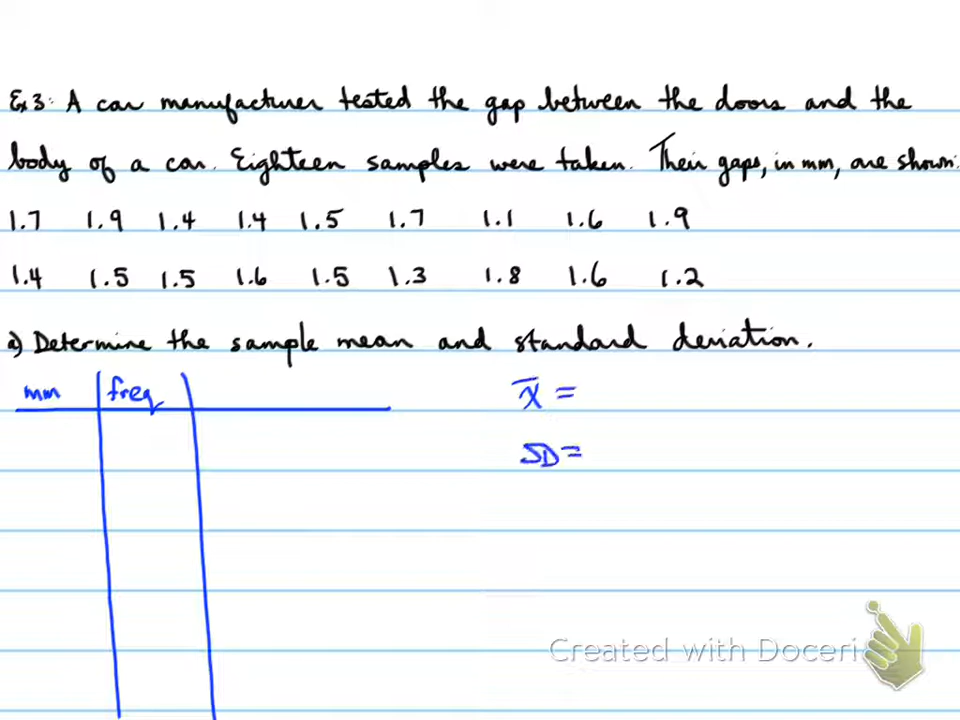 Ex 3: A car manufacturer tested the gap between the doors and the
body of a car. Eighteen samples were taken. Their gaps, in mm, are shown.
1.7 1.9 1.4 1.4 1.5 1.7 1.1 1.6 1.9
1.4 1.5 1.5 1.6 1.5 1.3 1.8 1.6 1.2
a) Determine the sample mean and standard deviation.
mm freq x̄ =
SD =
Created with Doceri